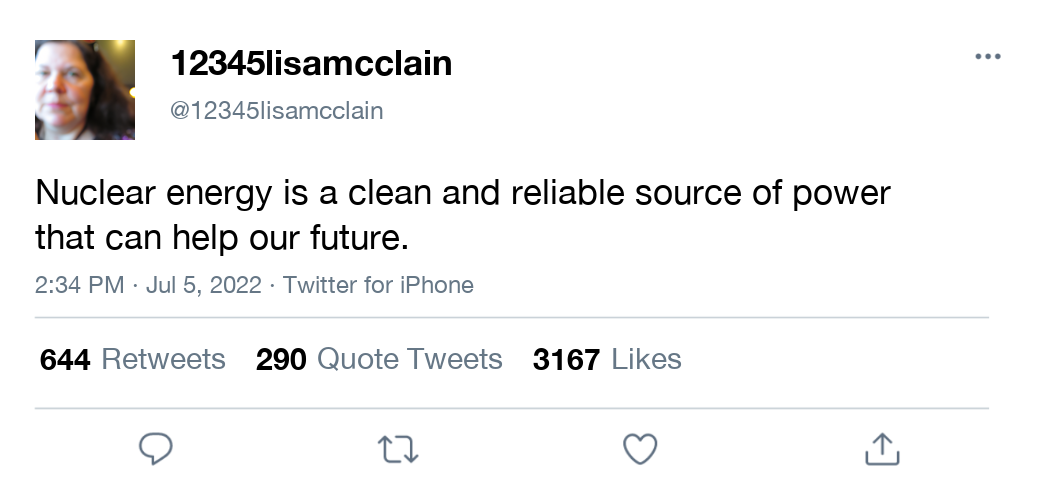 12345lisamcclain
@12345lisamcclain
Nuclear energy is a clean and reliable source of power
that can help our future.
2:34 PM · Jul 5, 2022 · Twitter for iPhone
644 Retweets 290 Quote Tweets 3167 Likes